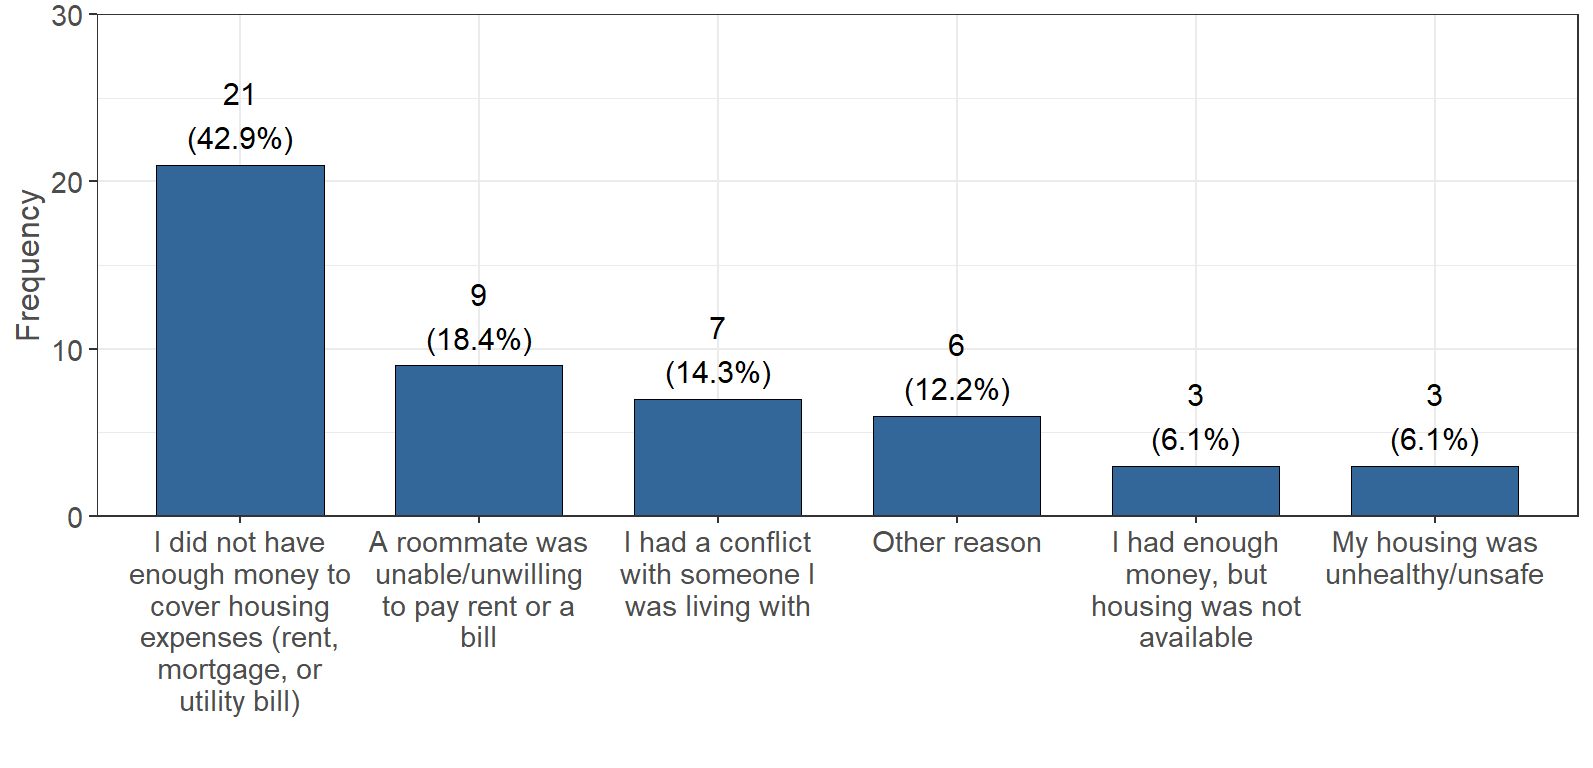 30
20
10
0
Frequency
21
(42.9%)
9
(18.4%)
7
(14.3%)
6
(12.2%)
3
(6.1%)
3
(6.1%)
I did not have
enough money to
cover housing
expenses (rent,
mortgage, or
utility bill)
A roommate was
unable/unwilling
to pay rent or a
bill
I had a conflict
with someone I
was living with
Other reason
I had enough
money, but
housing was not
available
My housing was
unhealthy/unsafe